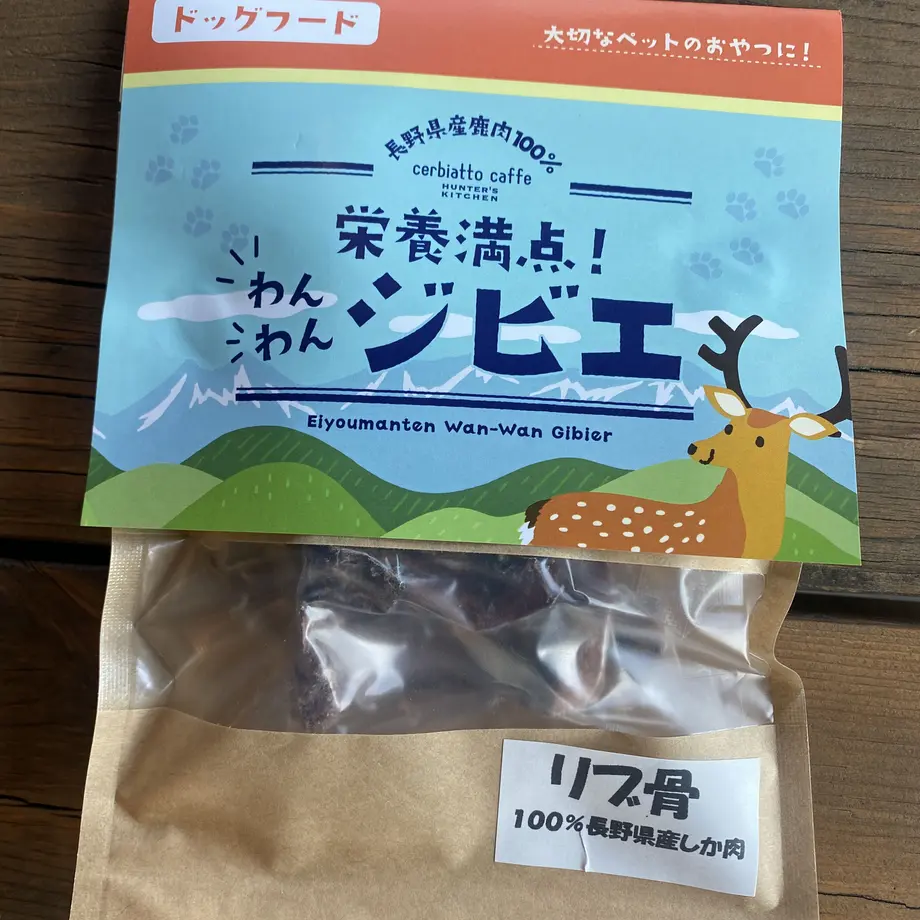 ドッグフード
大切なペットのおやつに！
長野県産鹿肉100%
cerbiatto caffe
HUNTER'S
KITCHEN
栄養満点！
わん
わん
ジビエ
Eiyoumanten Wan-Wan Gibier
リブ骨
100%長野県産しか肉